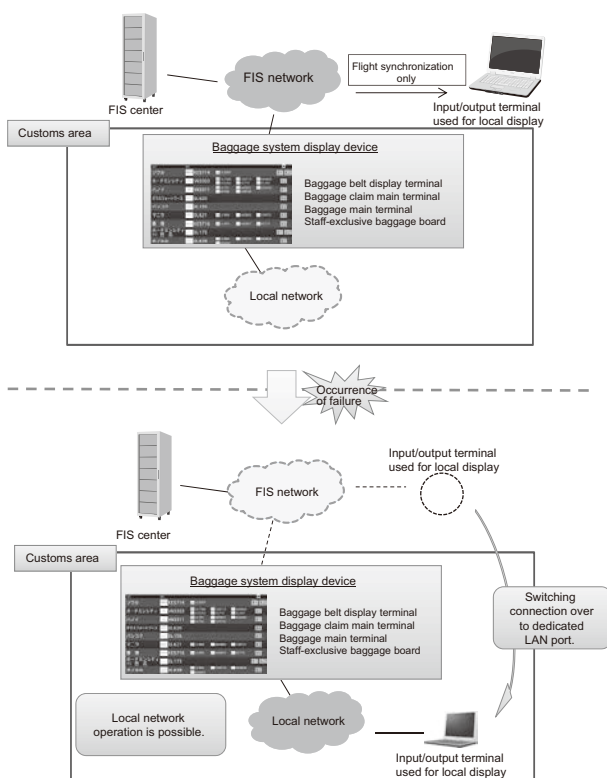 FIS network
Flight synchronization
only
FIS center
Input/output terminal
used for local display
Customs area
Baggage system display device
Baggage belt display terminal
Baggage claim main terminal
Baggage main terminal
Staff-exclusive baggage board
Local network
Occurrence
of failure
Input/output terminal
used for local display
FIS network
FIS center
Customs area
Baggage system display device
Baggage belt display terminal
Baggage claim main terminal
Baggage main terminal
Staff-exclusive baggage board
Switching
connection over
to dedicated
LAN port.
Local network
operation is possible.
Local network
Input/output terminal
used for local display